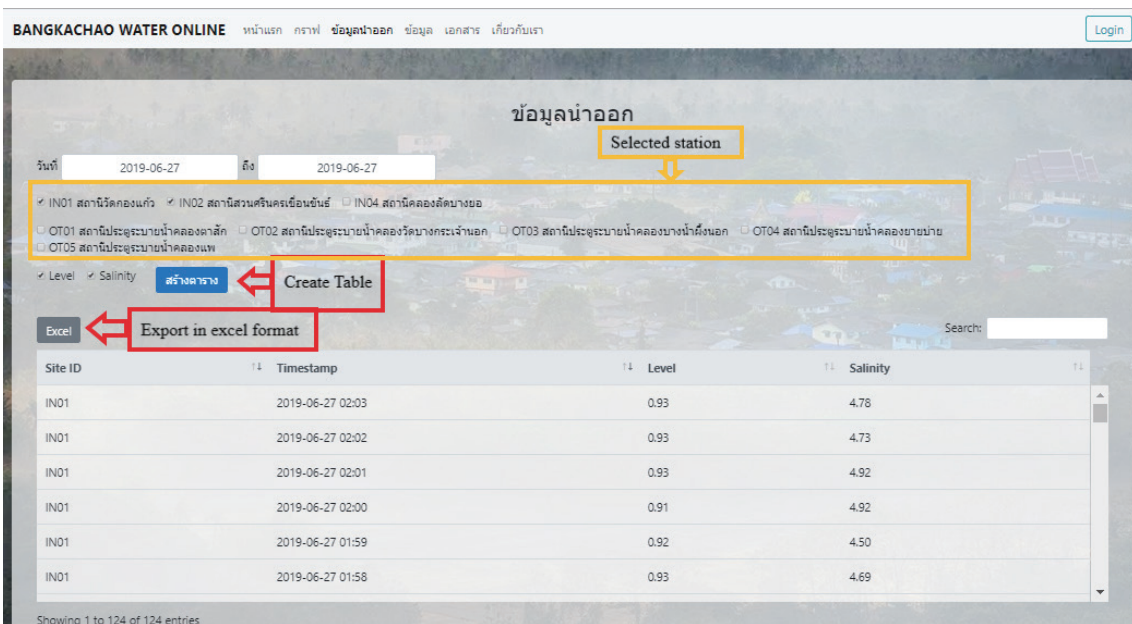 BANGKACHAO WATER ONLINE หน้าแรก กราฟ ข้อมูลนำออก ข้อมูล เอกสาร เกี่ยวกับเรา Login
ข้อมูลนำออก
Selected station
วันที่ 2019-06-27 ถึง 2019-06-27
IN01 สถานีวัดกองแก้ว IN02 สถานีสวนศรีนครเขื่อนขันธ์ IN04 สถานีคลองลัดบางยอ
OT01 สถานีประตูระบายน้ำคลองตาสัก OT02 สถานีประตูระบายน้ำคลองวัดบางกระเจ้านอก OT03 สถานีประตูระบายน้ำคลองบางน้ำผึ้งนอก OT04 สถานีประตูระบายน้ำคลองยายบ่าย
OT05 สถานีประตูระบายน้ำคลองแพ
Level Salinity สร้างตาราง Create Table
Excel Export in excel format Search:
Site ID Timestamp Level Salinity
IN01 2019-06-27 02:03 0.93 4.78
IN01 2019-06-27 02:02 0.93 4.73
IN01 2019-06-27 02:01 0.93 4.92
IN01 2019-06-27 02:00 0.91 4.92
IN01 2019-06-27 01:59 0.92 4.50
IN01 2019-06-27 01:58 0.93 4.69
Showing 1 to 124 of 124 entries